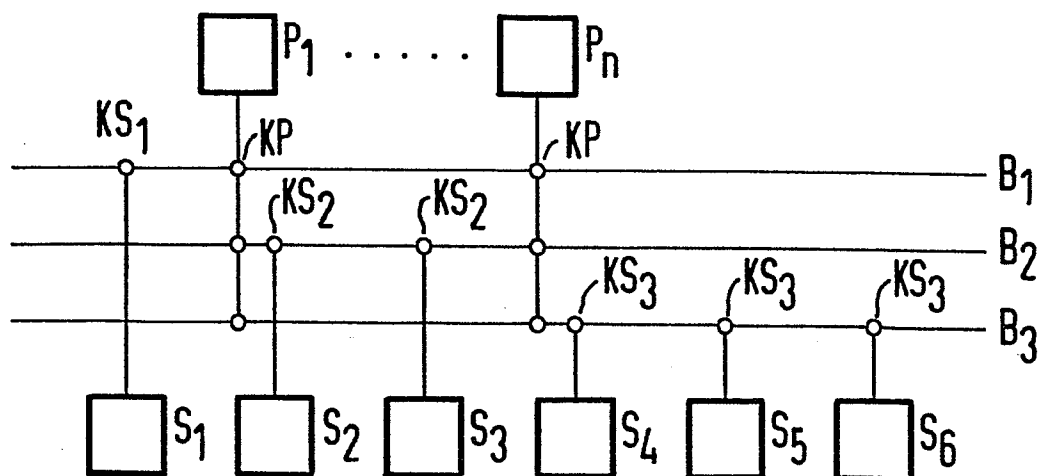 P1 . . . . . Pn
KS1 KP KP
B1
KS2 KS2
B2
KS3 KS3 KS3
B3
S1 S2 S3 S4 S5 S6